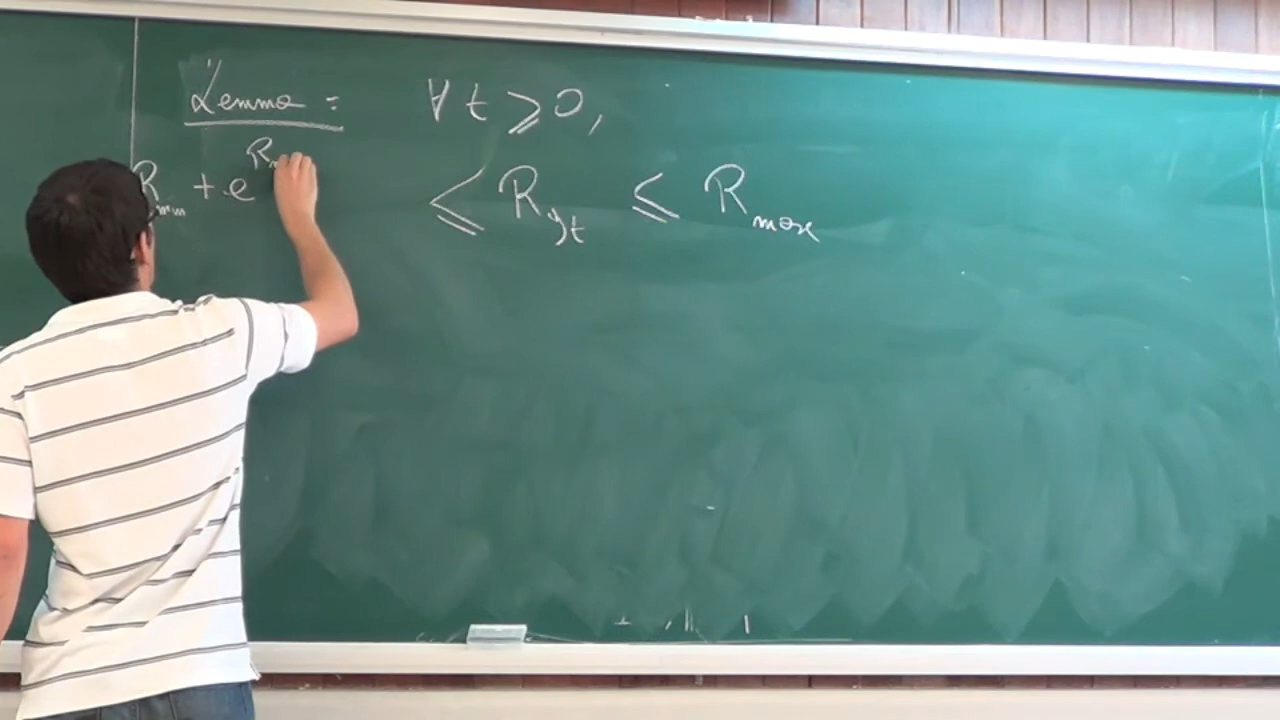 Lemma : ∀ t ⩾ 0,
R_min + e^R ≤ R_{g_t} ≤ R_max